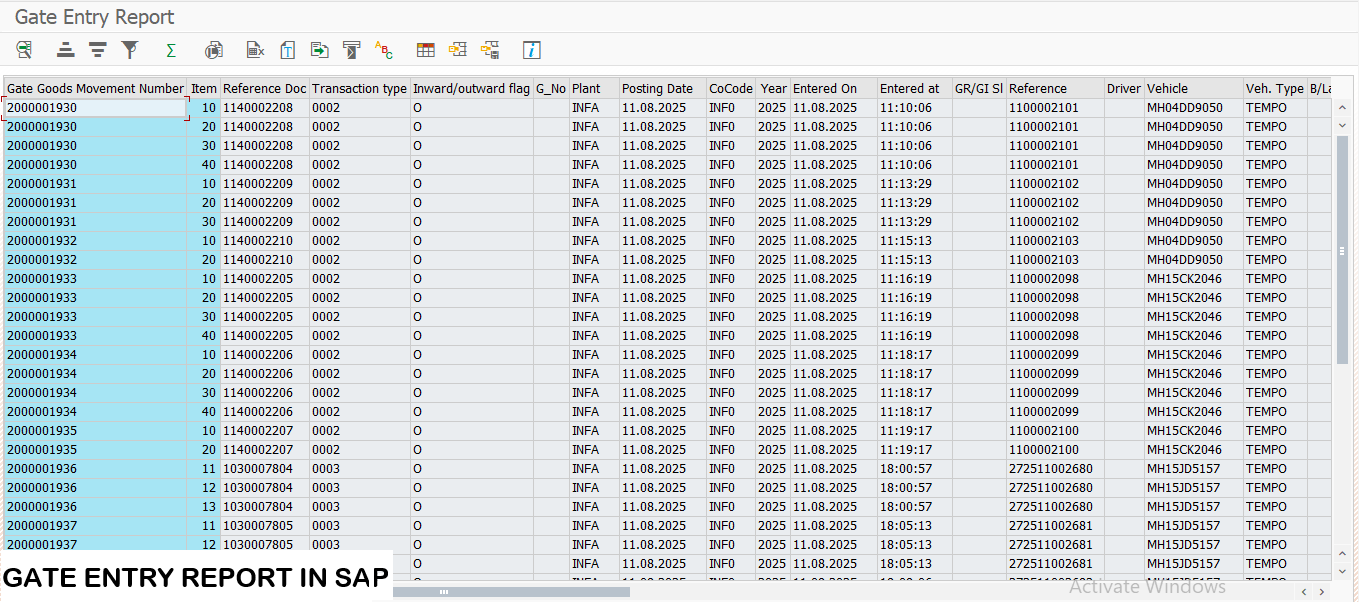 Gate Entry Report
Gate Goods Movement Number Item Reference Doc Transaction type Inward/outward flag G_No Plant Posting Date CoCode Year Entered On Entered at GR/GI Sl Reference Driver Vehicle Veh. Type B/La
2000001930 10 1140002208 0002 O INFA 11.08.2025 INF0 2025 11.08.2025 11:10:06 1100002101 MH04DD9050 TEMPO
2000001930 20 1140002208 0002 O INFA 11.08.2025 INF0 2025 11.08.2025 11:10:06 1100002101 MH04DD9050 TEMPO
2000001930 30 1140002208 0002 O INFA 11.08.2025 INF0 2025 11.08.2025 11:10:06 1100002101 MH04DD9050 TEMPO
2000001930 40 1140002208 0002 O INFA 11.08.2025 INF0 2025 11.08.2025 11:10:06 1100002101 MH04DD9050 TEMPO
2000001931 10 1140002209 0002 O INFA 11.08.2025 INF0 2025 11.08.2025 11:13:29 1100002102 MH04DD9050 TEMPO
2000001931 20 1140002209 0002 O INFA 11.08.2025 INF0 2025 11.08.2025 11:13:29 1100002102 MH04DD9050 TEMPO
2000001931 30 1140002209 0002 O INFA 11.08.2025 INF0 2025 11.08.2025 11:13:29 1100002102 MH04DD9050 TEMPO
2000001932 10 1140002210 0002 O INFA 11.08.2025 INF0 2025 11.08.2025 11:15:13 1100002103 MH04DD9050 TEMPO
2000001932 20 1140002210 0002 O INFA 11.08.2025 INF0 2025 11.08.2025 11:15:13 1100002103 MH04DD9050 TEMPO
2000001933 10 1140002205 0002 O INFA 11.08.2025 INF0 2025 11.08.2025 11:16:19 1100002098 MH15CK2046 TEMPO
2000001933 20 1140002205 0002 O INFA 11.08.2025 INF0 2025 11.08.2025 11:16:19 1100002098 MH15CK2046 TEMPO
2000001933 30 1140002205 0002 O INFA 11.08.2025 INF0 2025 11.08.2025 11:16:19 1100002098 MH15CK2046 TEMPO
2000001933 40 1140002205 0002 O INFA 11.08.2025 INF0 2025 11.08.2025 11:16:19 1100002098 MH15CK2046 TEMPO
2000001934 10 1140002206 0002 O INFA 11.08.2025 INF0 2025 11.08.2025 11:18:17 1100002099 MH15CK2046 TEMPO
2000001934 20 1140002206 0002 O INFA 11.08.2025 INF0 2025 11.08.2025 11:18:17 1100002099 MH15CK2046 TEMPO
2000001934 30 1140002206 0002 O INFA 11.08.2025 INF0 2025 11.08.2025 11:18:17 1100002099 MH15CK2046 TEMPO
2000001934 40 1140002206 0002 O INFA 11.08.2025 INF0 2025 11.08.2025 11:18:17 1100002099 MH15CK2046 TEMPO
2000001935 10 1140002207 0002 O INFA 11.08.2025 INF0 2025 11.08.2025 11:19:17 1100002100 MH15CK2046 TEMPO
2000001935 20 1140002207 0002 O INFA 11.08.2025 INF0 2025 11.08.2025 11:19:17 1100002100 MH15CK2046 TEMPO
2000001936 11 1030007804 0003 O INFA 11.08.2025 INF0 2025 11.08.2025 18:00:57 272511002680 MH15JD5157 TEMPO
2000001936 12 1030007804 0003 O INFA 11.08.2025 INF0 2025 11.08.2025 18:00:57 272511002680 MH15JD5157 TEMPO
2000001936 13 1030007804 0003 O INFA 11.08.2025 INF0 2025 11.08.2025 18:00:57 272511002680 MH15JD5157 TEMPO
2000001937 11 1030007805 0003 O INFA 11.08.2025 INF0 2025 11.08.2025 18:05:13 272511002681 MH15JD5157 TEMPO
2000001937 12 1030007805 0003 O INFA 11.08.2025 INF0 2025 11.08.2025 18:05:13 272511002681 MH15JD5157 TEMPO
O INFA 11.08.2025 INF0 2025 11.08.2025 18:05:13 272511002681 MH15JD5157 TEMPO
GATE ENTRY REPORT IN SAP
Activate Windows